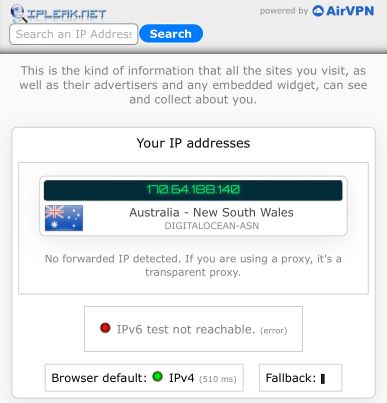 IPLEAK.NET
powered by AirVPN
Search an IP Address
Search
This is the kind of information that all the sites you visit, as
well as their advertisers and any embedded widget, can see
and collect about you.
Your IP addresses
170.64.188.140
Australia - New South Wales
DIGITALOCEAN-ASN
No forwarded IP detected. If you are using a proxy, it's a
transparent proxy.
IPv6 test not reachable. (error)
Browser default: IPv4 (510 ms)
Fallback: